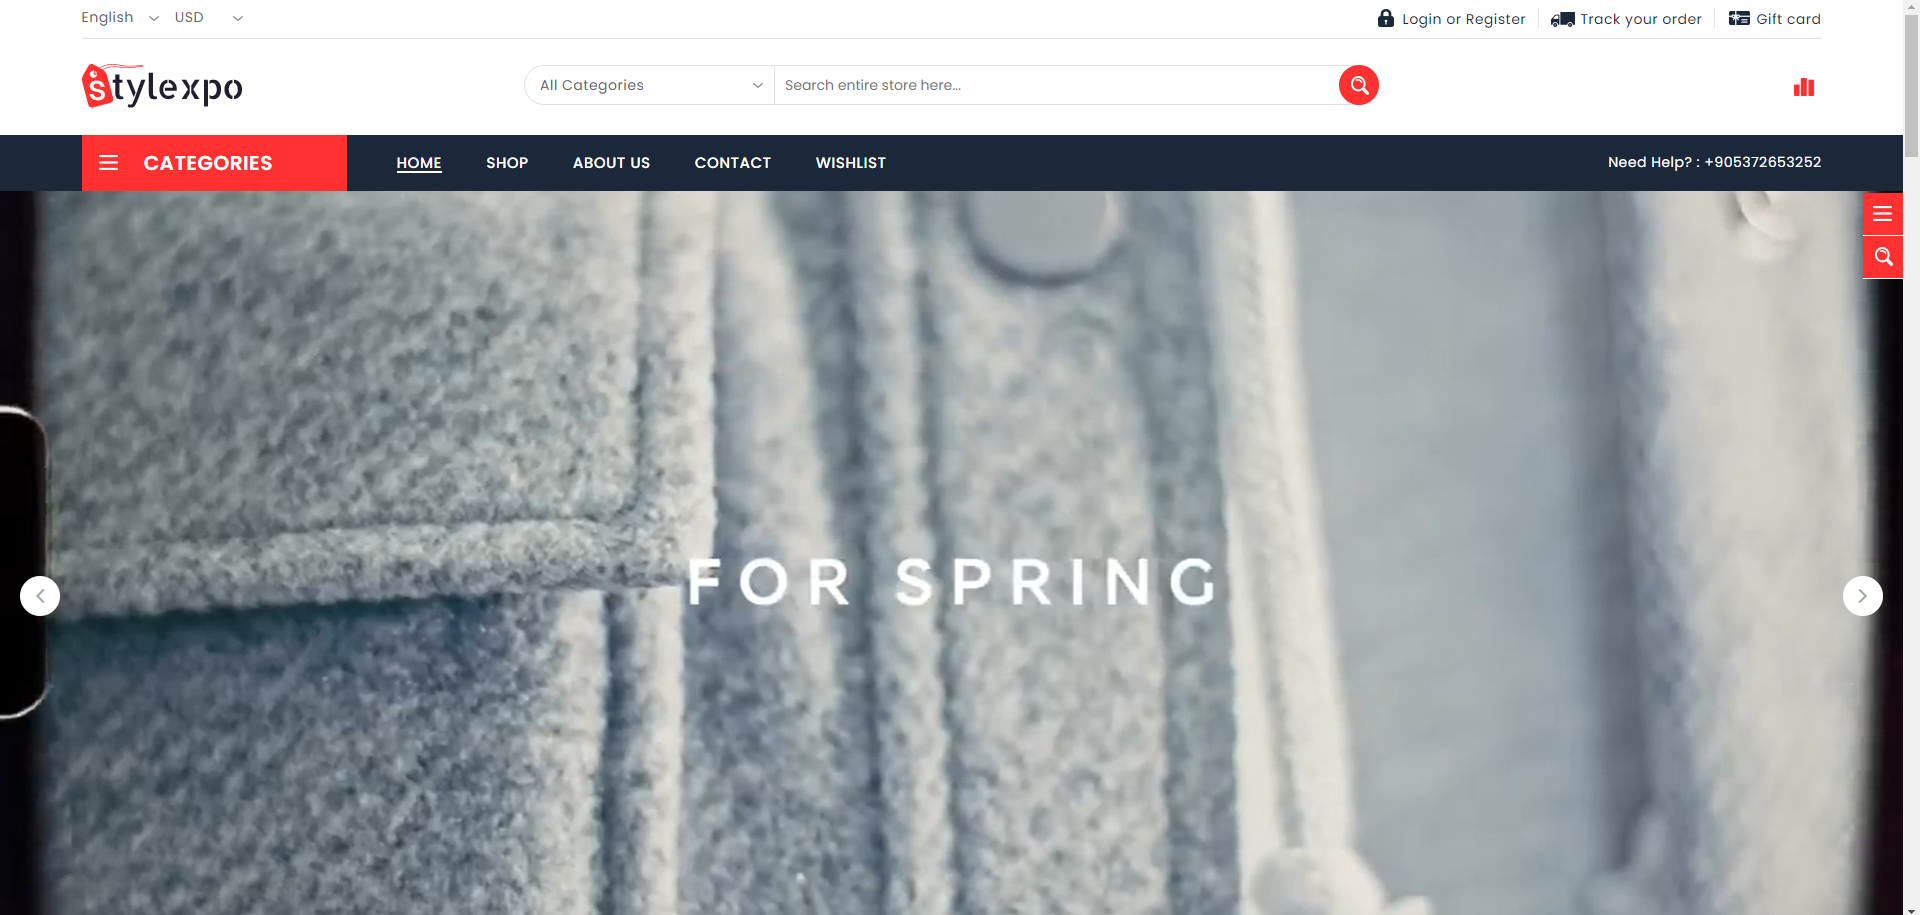 English USD
Login or Register Track your order Gift card
Stylexpo
All Categories Search entire store here...
CATEGORIES HOME SHOP ABOUT US CONTACT WISHLIST Need Help? : +905372653252
FOR SPRING